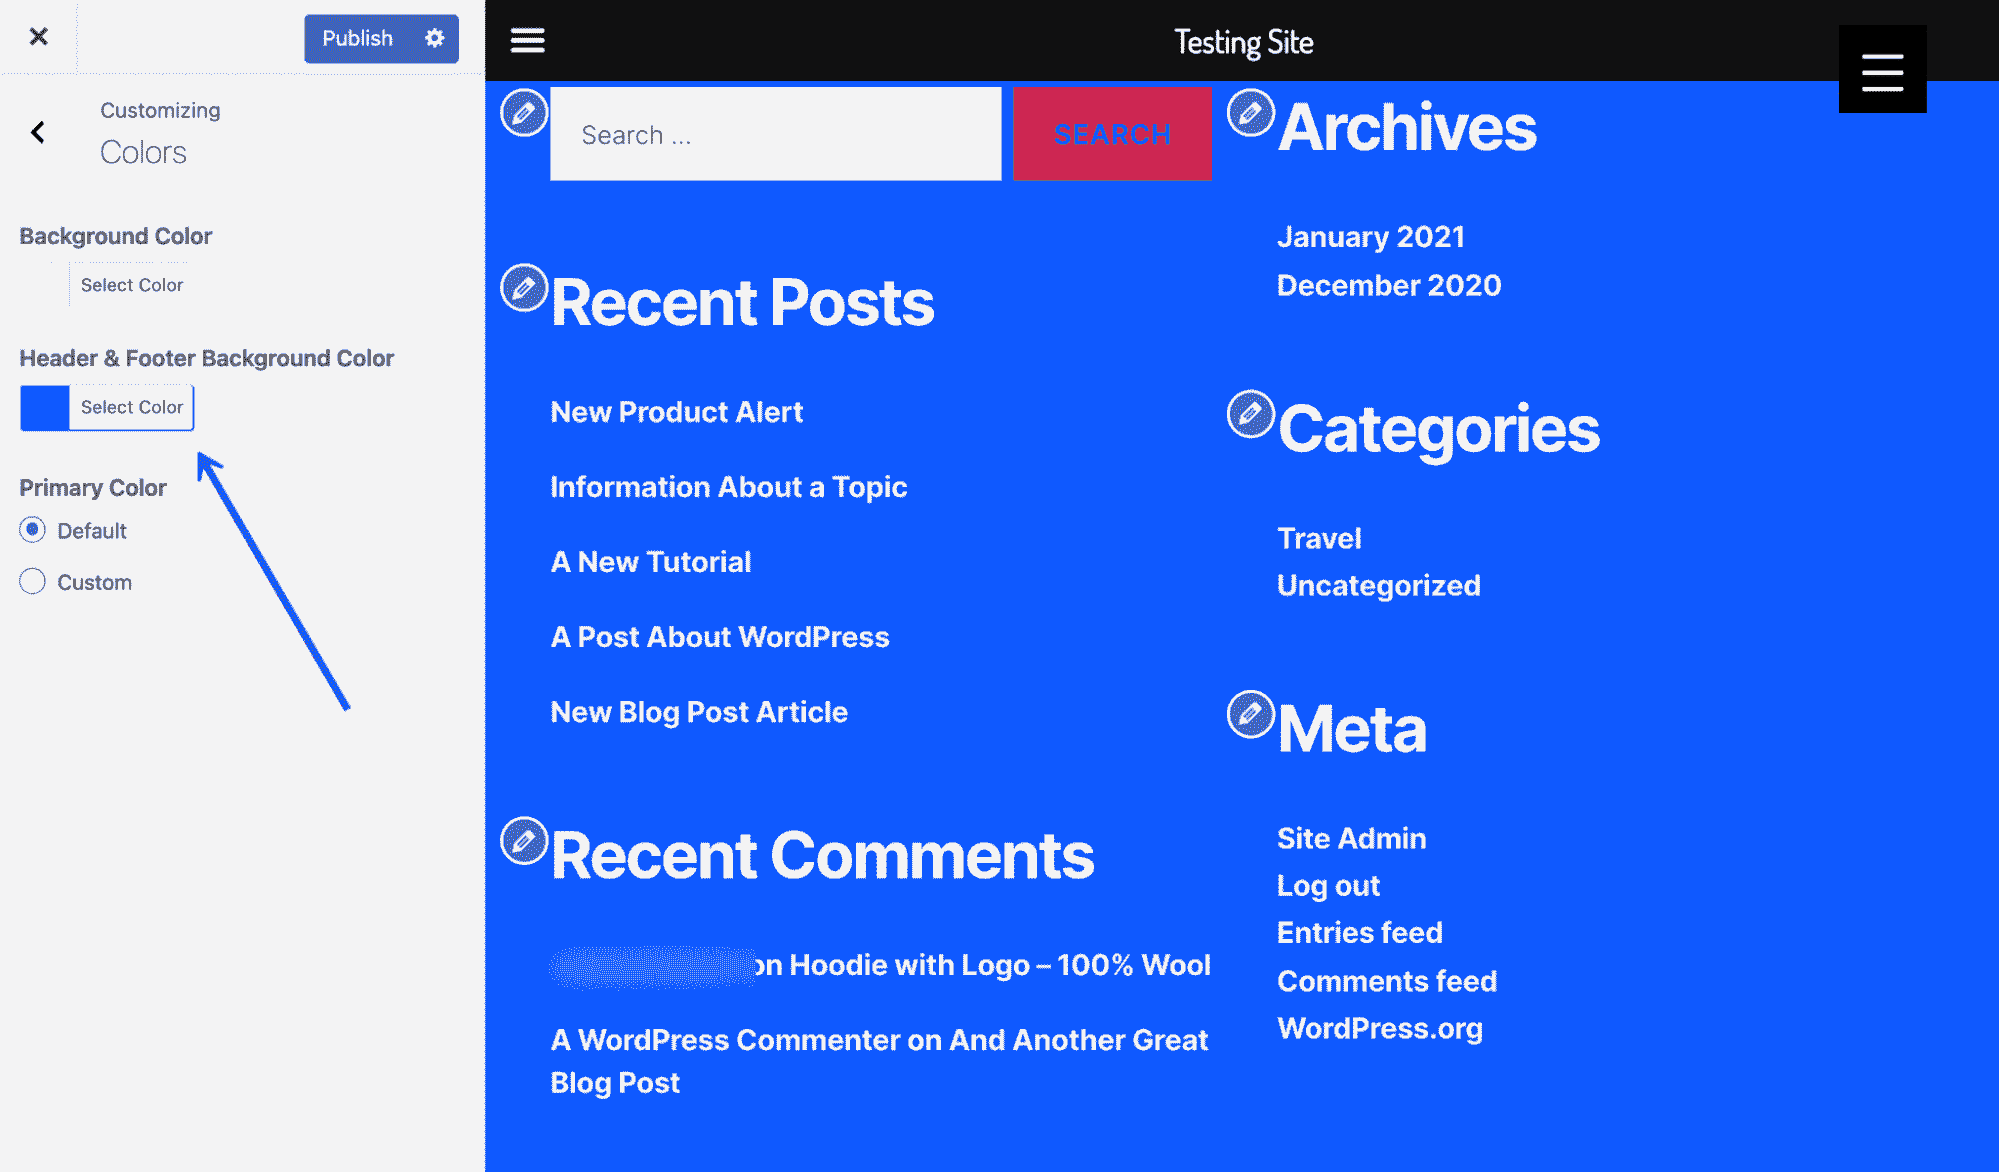 Publish
Customizing
Colors
Background Color
Select Color
Header & Footer Background Color
Select Color
Primary Color
Default
Custom
Testing Site
Search ...
SEARCH
Recent Posts
New Product Alert
Information About a Topic
A New Tutorial
A Post About WordPress
New Blog Post Article
Recent Comments
on Hoodie with Logo – 100% Wool
A WordPress Commenter on And Another Great
Blog Post
Archives
January 2021
December 2020
Categories
Travel
Uncategorized
Meta
Site Admin
Log out
Entries feed
Comments feed
WordPress.org